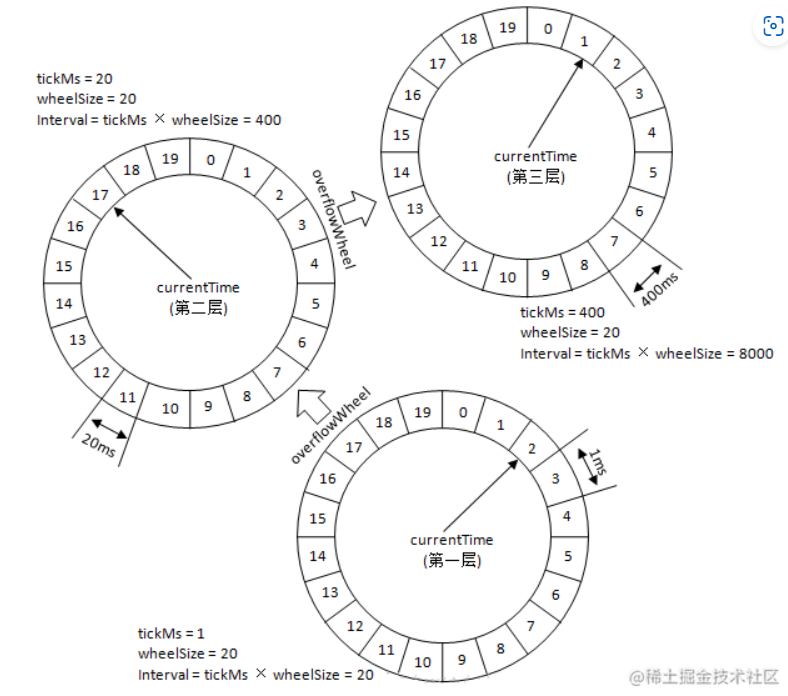 tickMs = 20
wheelSize = 20
Interval = tickMs × wheelSize = 400
0
1
2
3
4
5
6
7
8
9
10
11
12
13
14
15
16
17
18
19
currentTime
(第二层)
20ms
overflowWheel
0
1
2
3
4
5
6
7
8
9
10
11
12
13
14
15
16
17
18
19
currentTime
(第三层)
400ms
tickMs = 400
wheelSize = 20
Interval = tickMs × wheelSize = 8000
overflowWheel
0
1
2
3
4
5
6
7
8
9
10
11
12
13
14
15
16
17
18
19
currentTime
(第一层)
1ms
tickMs = 1
wheelSize = 20
Interval = tickMs × wheelSize = 20
@稀土掘金技术社区